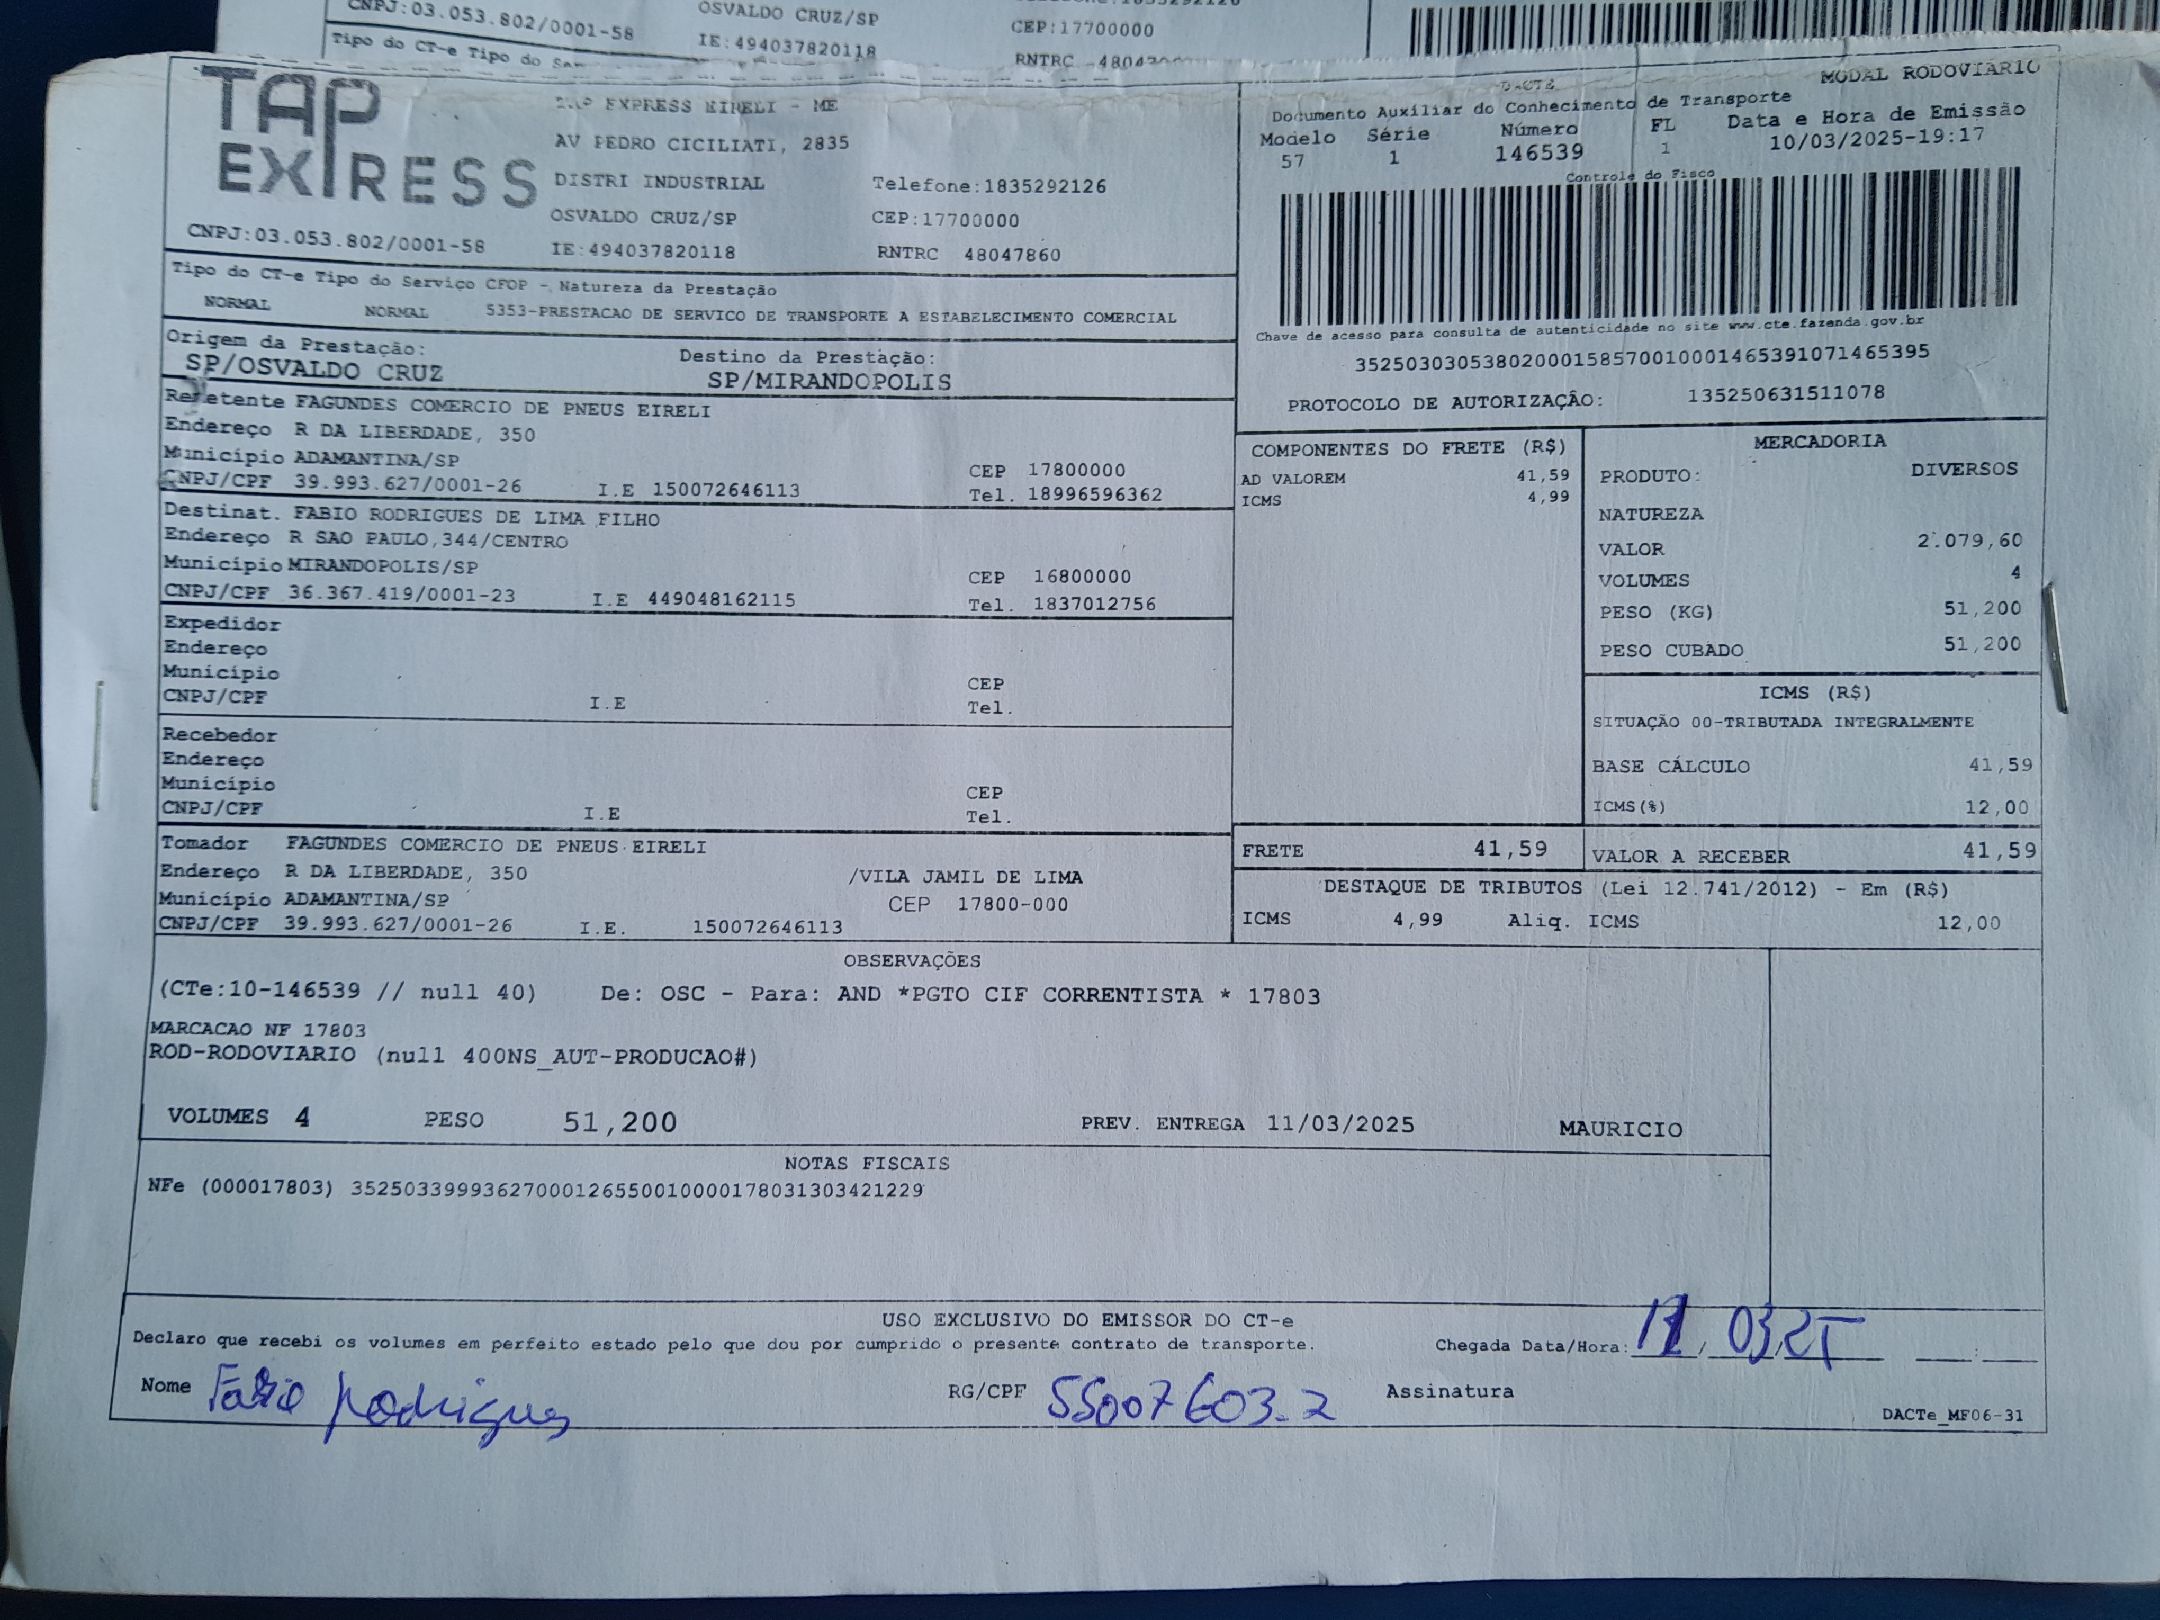 CNPJ:03.053.802/0001-58
OSVALDO CRUZ/SP
CEP:17700000
Tipo do CT-e Tipo do
IE:494037820118
RNTRC
TAP EXPRESS
EXPRESS EIRELI - ME
AV PEDRO CICILIATI, 2835
DISTRI INDUSTRIAL Telefone:1835292126
OSVALDO CRUZ/SP CEP:17700000
CNPJ:03.053.802/0001-58 IE:494037820118 RNTRC 48047860
DACTE MODAL RODOVIÁRIO
Documento Auxiliar do Conhecimento de Transporte
Modelo Série Número FL Data e Hora de Emissão
57 1 146539 1 10/03/2025-19:17
Controle do Fisco
Chave de acesso para consulta de autenticidade no site www.cte.fazenda.gov.br
35250303053802000158570010001465391071465395
PROTOCOLO DE AUTORIZAÇÃO: 135250631511078
Tipo do CT-e Tipo do Serviço CFOP - Natureza da Prestação
NORMAL NORMAL 5353-PRESTACAO DE SERVICO DE TRANSPORTE A ESTABELECIMENTO COMERCIAL
Origem da Prestação: Destino da Prestação:
SP/OSVALDO CRUZ SP/MIRANDOPOLIS
Remetente FAGUNDES COMERCIO DE PNEUS EIRELI
Endereço R DA LIBERDADE, 350
Município ADAMANTINA/SP CEP 17800000
CNPJ/CPF 39.993.627/0001-26 I.E 150072646113 Tel. 18996596362
Destinat. FABIO RODRIGUES DE LIMA FILHO
Endereço R SAO PAULO,344/CENTRO
Município MIRANDOPOLIS/SP CEP 16800000
CNPJ/CPF 36.367.419/0001-23 I.E 449048162115 Tel. 1837012756
Expedidor
Endereço
Município CEP
CNPJ/CPF I.E Tel.
Recebedor
Endereço
Município CEP
CNPJ/CPF I.E Tel.
Tomador FAGUNDES COMERCIO DE PNEUS EIRELI
Endereço R DA LIBERDADE, 350 /VILA JAMIL DE LIMA
Município ADAMANTINA/SP CEP 17800-000
CNPJ/CPF 39.993.627/0001-26 I.E. 150072646113
COMPONENTES DO FRETE (R$)
AD VALOREM 41,59
ICMS 4,99
MERCADORIA
PRODUTO: DIVERSOS
NATUREZA
VALOR 2.079,60
VOLUMES 4
PESO (KG) 51,200
PESO CUBADO 51,200
ICMS (R$)
SITUAÇÃO 00-TRIBUTADA INTEGRALMENTE
BASE CÁLCULO 41,59
ICMS(%) 12,00
FRETE 41,59 VALOR A RECEBER 41,59
DESTAQUE DE TRIBUTOS (Lei 12.741/2012) - Em (R$)
ICMS 4,99 Aliq. ICMS 12,00
OBSERVAÇÕES
(CTe:10-146539 // null 40) De: OSC - Para: AND *PGTO CIF CORRENTISTA * 17803
MARCACAO NF 17803
ROD-RODOVIARIO (null 400NS_AUT-PRODUCAO#)
VOLUMES 4 PESO 51,200 PREV. ENTREGA 11/03/2025 MAURICIO
NOTAS FISCAIS
NFe (000017803) 35250339993627000126550010000178031303421229
USO EXCLUSIVO DO EMISSOR DO CT-e
Declaro que recebi os volumes em perfeito estado pelo que dou por cumprido o presente contrato de transporte. Chegada Data/Hora: 11/03/25 :
Nome Fabio Rodrigues RG/CPF 55007603-2 Assinatura
DACTe_MF06-31